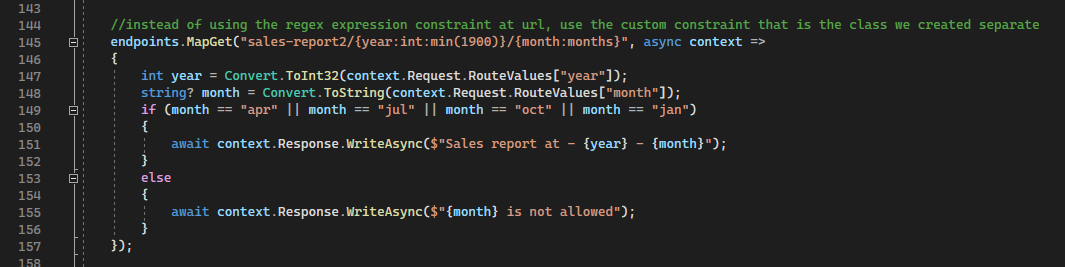 143
144 //instead of using the regex expression constraint at url, use the custom constraint that is the class we created separate
145 endpoints.MapGet("sales-report2/{year:int:min(1900)}/{month:months}", async context =>
146 {
147 int year = Convert.ToInt32(context.Request.RouteValues["year"]);
148 string? month = Convert.ToString(context.Request.RouteValues["month"]);
149 if (month == "apr" || month == "jul" || month == "oct" || month == "jan")
150 {
151 await context.Response.WriteAsync($"Sales report at - {year} - {month}");
152 }
153 else
154 {
155 await context.Response.WriteAsync($"{month} is not allowed");
156 }
157 });
158